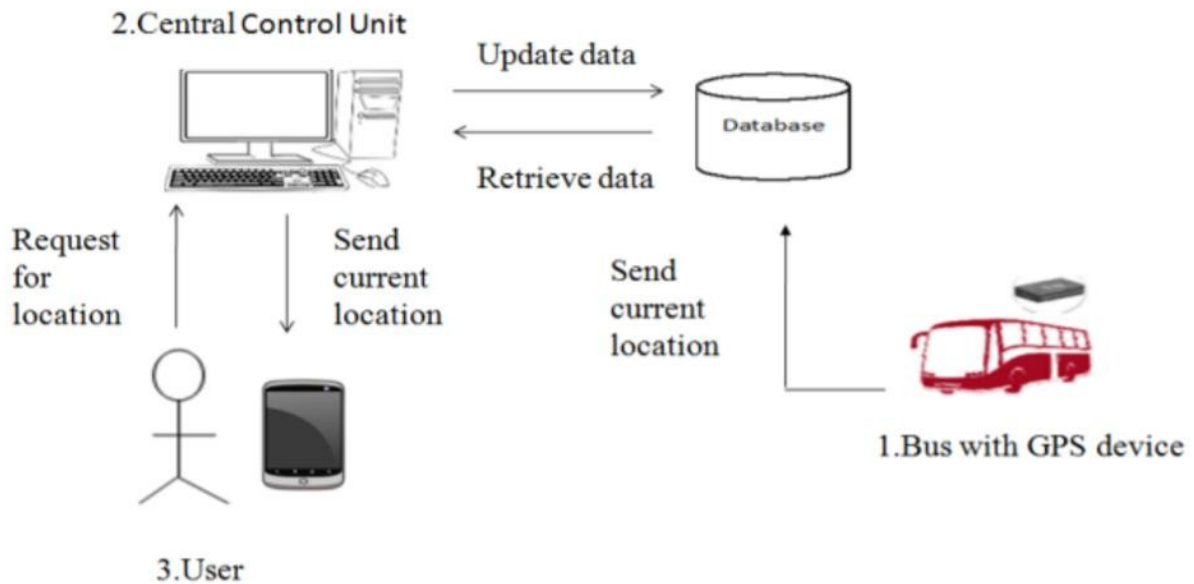 2.Central Control Unit
Update data
Database
Retrieve data
Request
for
location
Send
current
location
Send
current
location
1.Bus with GPS device
3.User